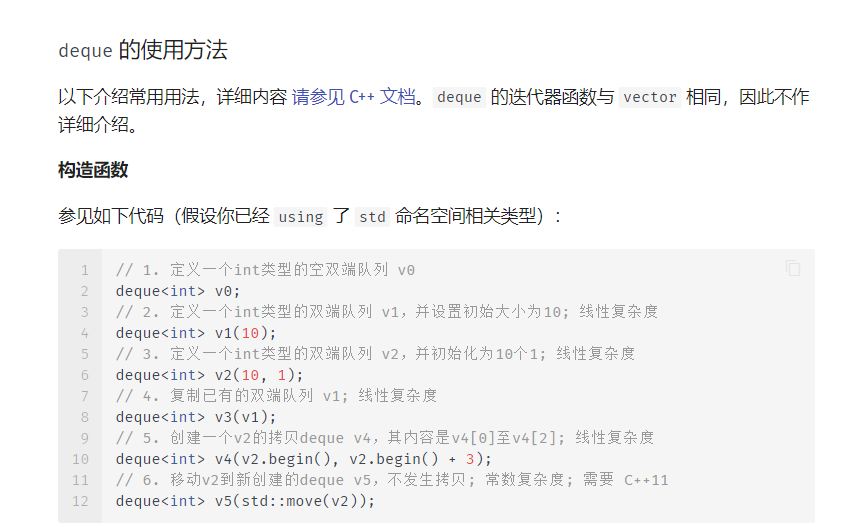 deque 的使用方法
以下介绍常用用法，详细内容 请参见 C++ 文档。deque 的迭代器函数与 vector 相同，因此不作
详细介绍。
构造函数
参见如下代码（假设你已经 using 了 std 命名空间相关类型）：
1 // 1. 定义一个int类型的空双端队列 v0
2 deque<int> v0;
3 // 2. 定义一个int类型的双端队列 v1，并设置初始大小为10; 线性复杂度
4 deque<int> v1(10);
5 // 3. 定义一个int类型的双端队列 v2，并初始化为10个1; 线性复杂度
6 deque<int> v2(10, 1);
7 // 4. 复制已有的双端队列 v1; 线性复杂度
8 deque<int> v3(v1);
9 // 5. 创建一个v2的拷贝deque v4，其内容是v4[0]至v4[2]; 线性复杂度
10 deque<int> v4(v2.begin(), v2.begin() + 3);
11 // 6. 移动v2到新创建的deque v5，不发生拷贝; 常数复杂度; 需要 C++11
12 deque<int> v5(std::move(v2));